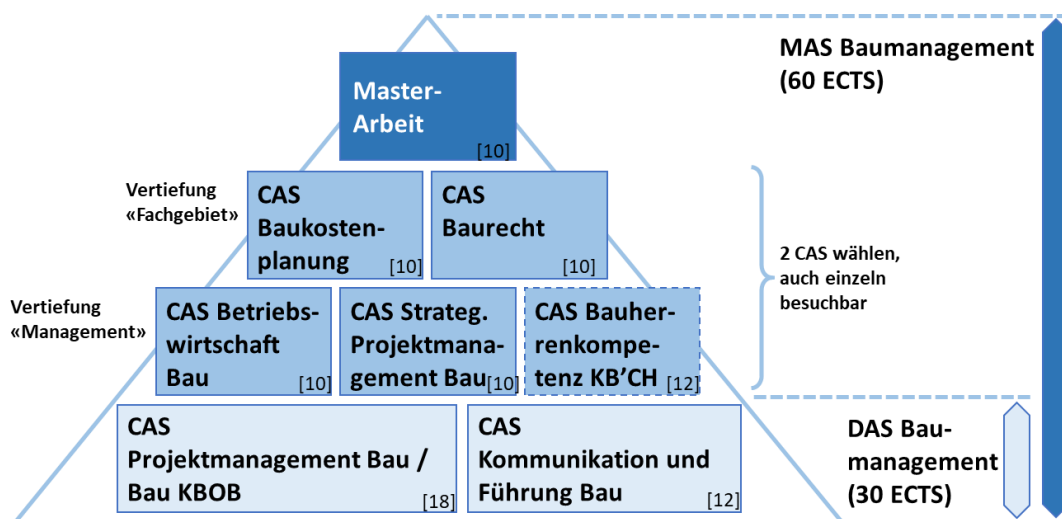 MAS Baumanagement
(60 ECTS)
Master-
Arbeit
[10]
Vertiefung
«Fachgebiet»
CAS
Baukosten-
planung
[10]
CAS
Baurecht
[10]
2 CAS wählen,
auch einzeln
besuchbar
Vertiefung
«Management»
CAS Betriebs-
wirtschaft
Bau
[10]
CAS Strateg.
Projektmana-
gement Bau
[10]
CAS Bauher-
renkompe-
tenz KB’CH
[12]
CAS
Projektmanagement Bau /
Bau KBOB
[18]
CAS
Kommunikation und
Führung Bau
[12]
DAS Bau-
management
(30 ECTS)